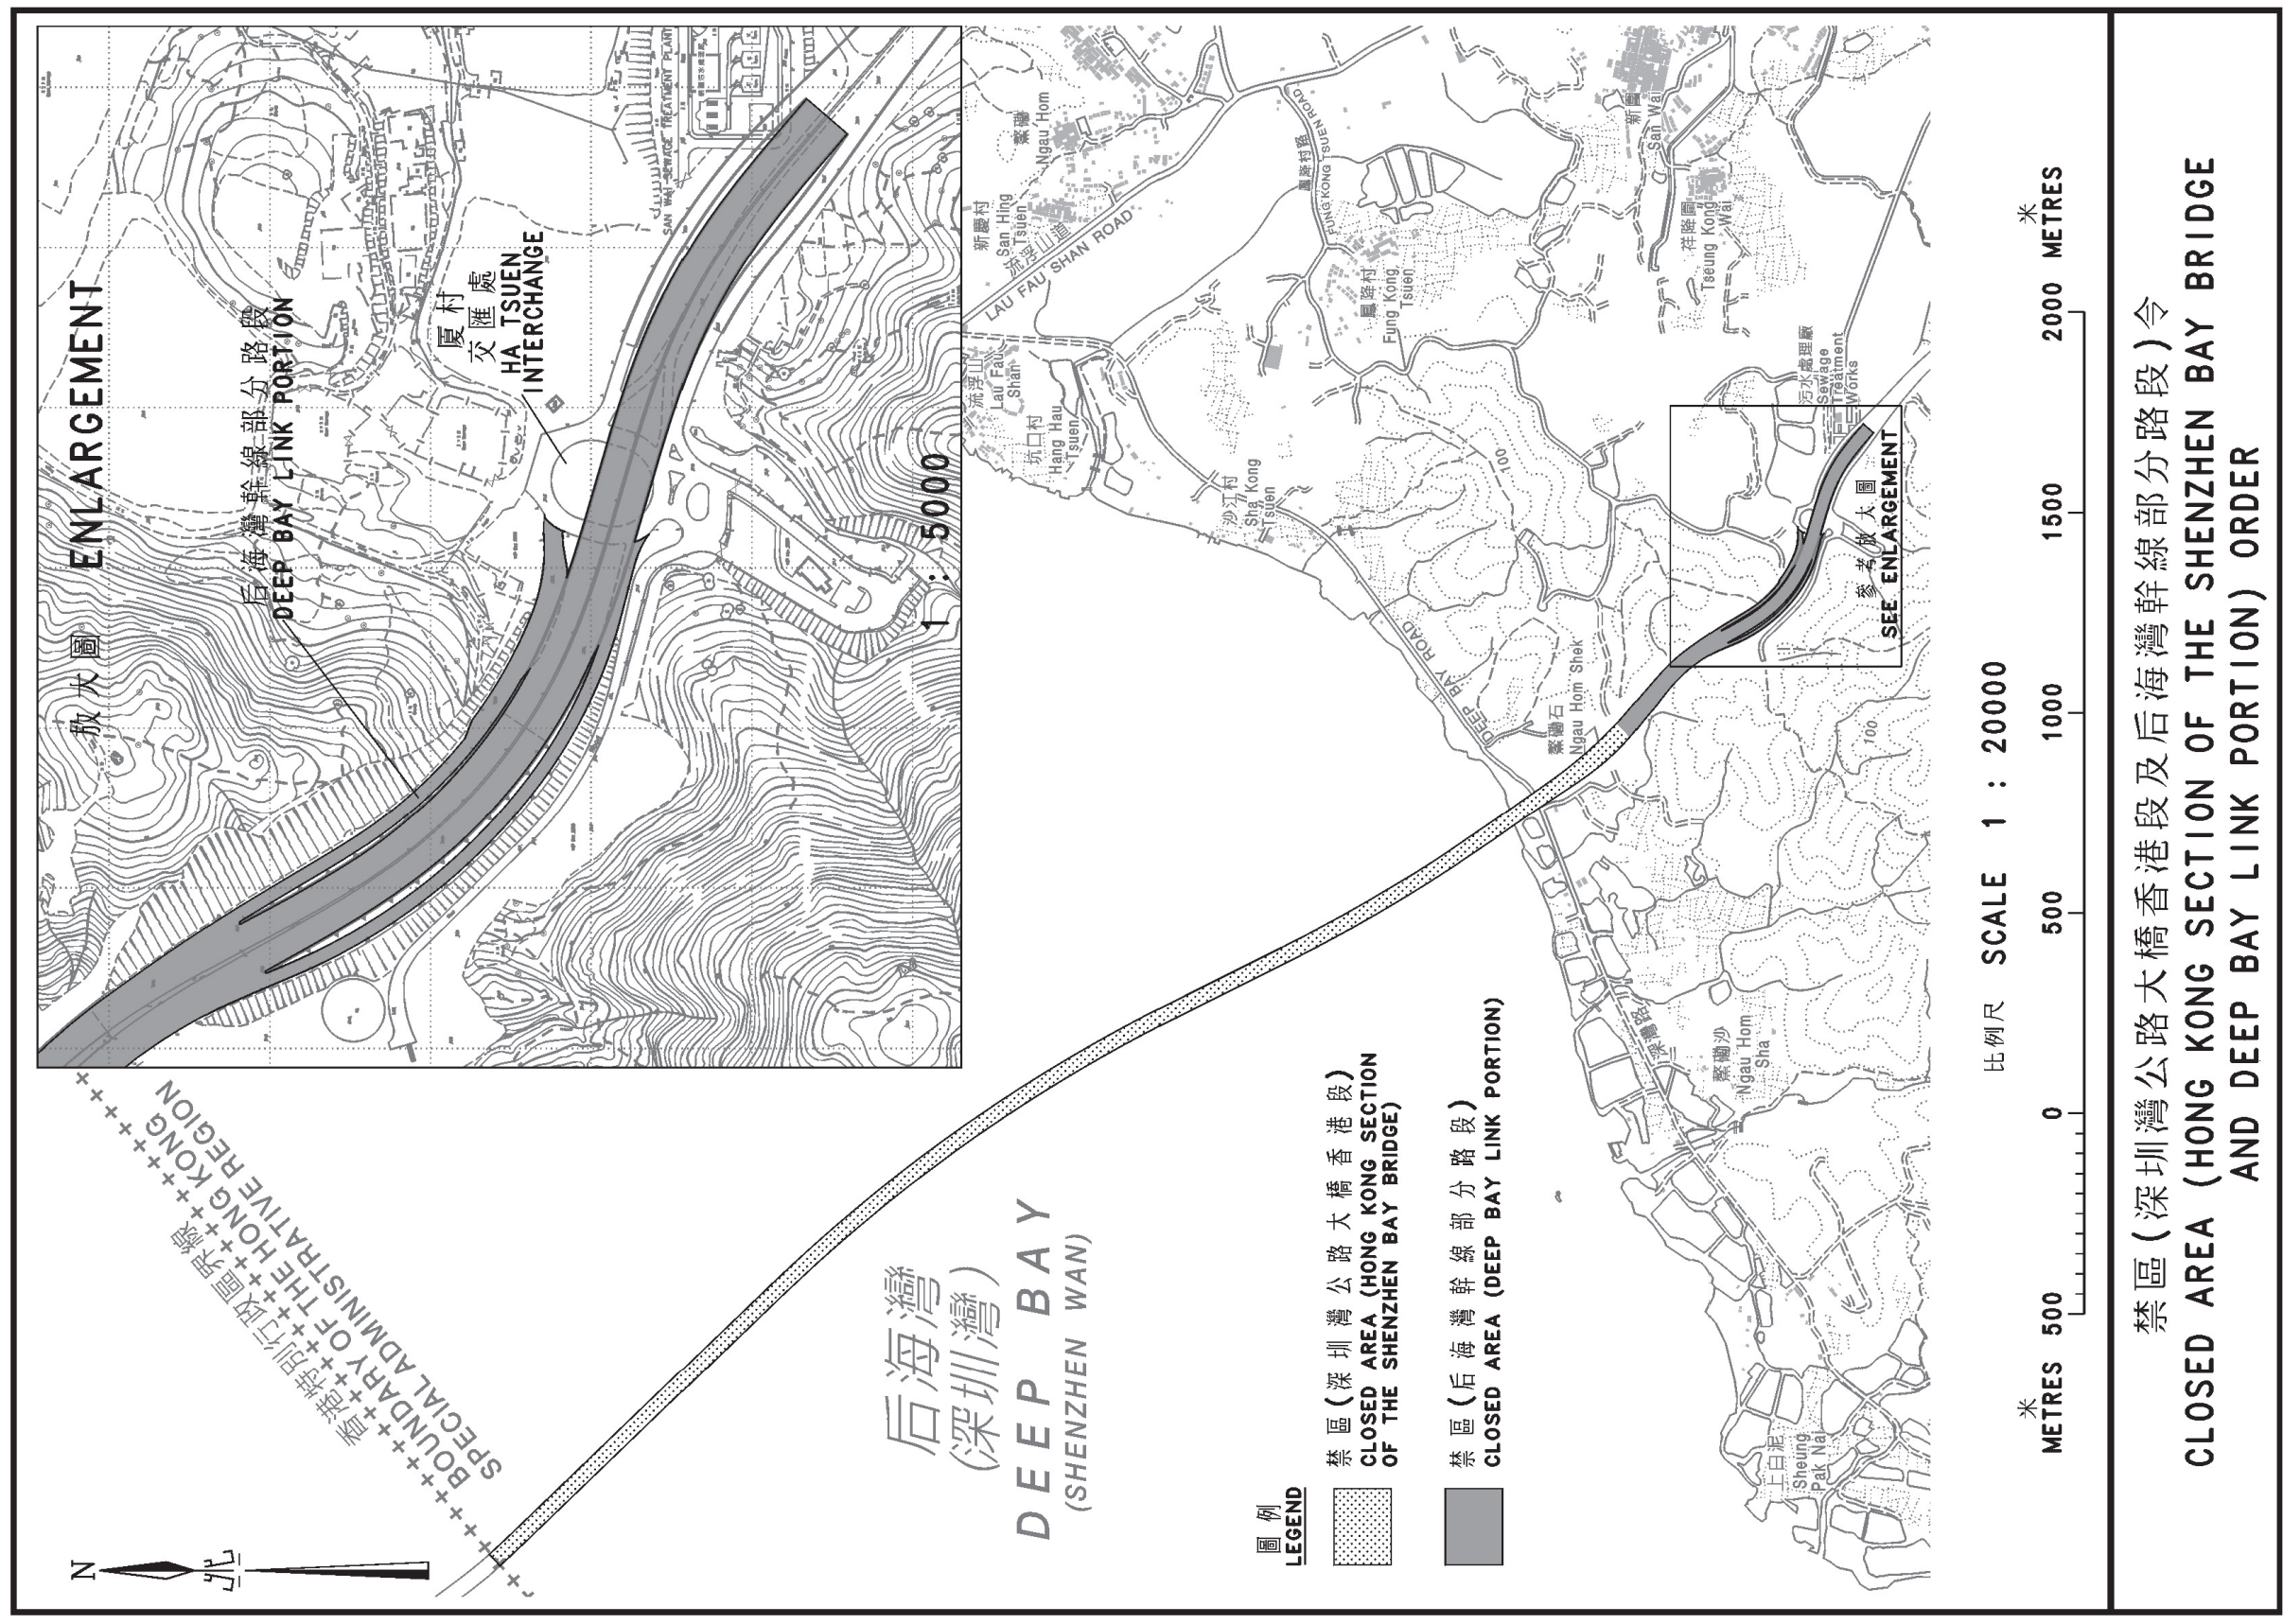 放大圖 ENLARGEMENT
后海灣幹線部分路段
DEEP BAY LINK PORTION
廈村
交匯處
HA TSUEN
INTERCHANGE
SAN WAI SEWAGE TREATMENT PLANT
1 : 5000
N
北
香港特別行政區界線
BOUNDARY OF THE HONG KONG
SPECIAL ADMINISTRATIVE REGION
后海灣
(深圳灣)
DEEP BAY
(SHENZHEN WAN)
新慶村
San Hing
Tsuen
Ngau Hom
流浮山道
LAU FAU SHAN ROAD
流浮山
Lau Fau
Shan
坑口村
Hang Hau
Tsuen
沙江村
Sha Kong
Tsuen
鳳降村路
FUNG KONG TSUEN ROAD
鳳降村
Fung Kong
Tsuen
新圍
San Wai
祥降圍
Tseung Kong
Wai
污水處理廠
Sewage
Treatment
Works
100
DEEP BAY ROAD
鰲磡石
Ngau Hom Shek
參考放大圖
SEE ENLARGEMENT
100
深灣路
鰲磡沙
Ngau Hom
Sha
上白泥
Sheung
Pak Nai
圖例
LEGEND
禁區(深圳灣公路大橋香港段)
CLOSED AREA (HONG KONG SECTION
OF THE SHENZHEN BAY BRIDGE)
禁區(后海灣幹線部分路段)
CLOSED AREA (DEEP BAY LINK PORTION)
比例尺 SCALE 1 : 20000
米 米
METRES 500 0 500 1000 1500 2000 METRES
禁區(深圳灣公路大橋香港段及后海灣幹線部分路段)令
CLOSED AREA (HONG KONG SECTION OF THE SHENZHEN BAY BRIDGE
AND DEEP BAY LINK PORTION) ORDER